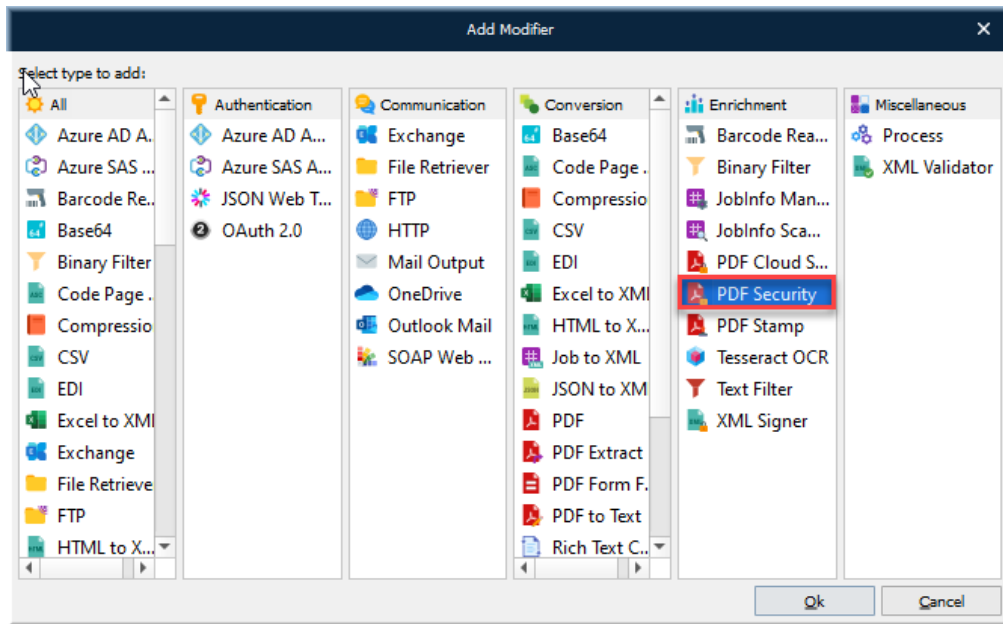 Add Modifier
Select type to add:
All
Azure AD A.
Azure SAS ...
Barcode Re..
Base64
Binary Filter
Code Page ..
Compressio
CSV
EDI
Excel to XMl
Exchange
File Retrieve
FTP
HTML to X...
Authentication
Azure AD A...
Azure SAS A...
JSON Web T...
OAuth 2.0
Communication
Exchange
File Retriever
FTP
HTTP
Mail Output
OneDrive
Outlook Mail
SOAP Web ...
Conversion
Base64
Code Page .
Compressio
CSV
EDI
Excel to XMl
HTML to X...
Job to XML
JSON to XM
PDF
PDF Extract
PDF Form F.
PDF to Text
Rich Text C..
Enrichment
Barcode Rea...
Binary Filter
JobInfo Man...
JobInfo Sca...
PDF Cloud S...
PDF Security
PDF Stamp
Tesseract OCR
Text Filter
XML Signer
Miscellaneous
Process
XML Validator
Ok
Cancel